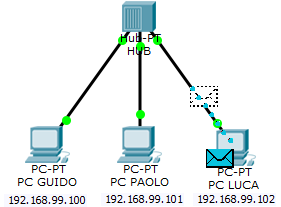 Hub-PT
HUB
PC-PT
PC GUIDO
192.168.99.100
PC-PT
PC PAOLO
192.168.99.101
PC-PT
PC LUCA
192.168.99.102